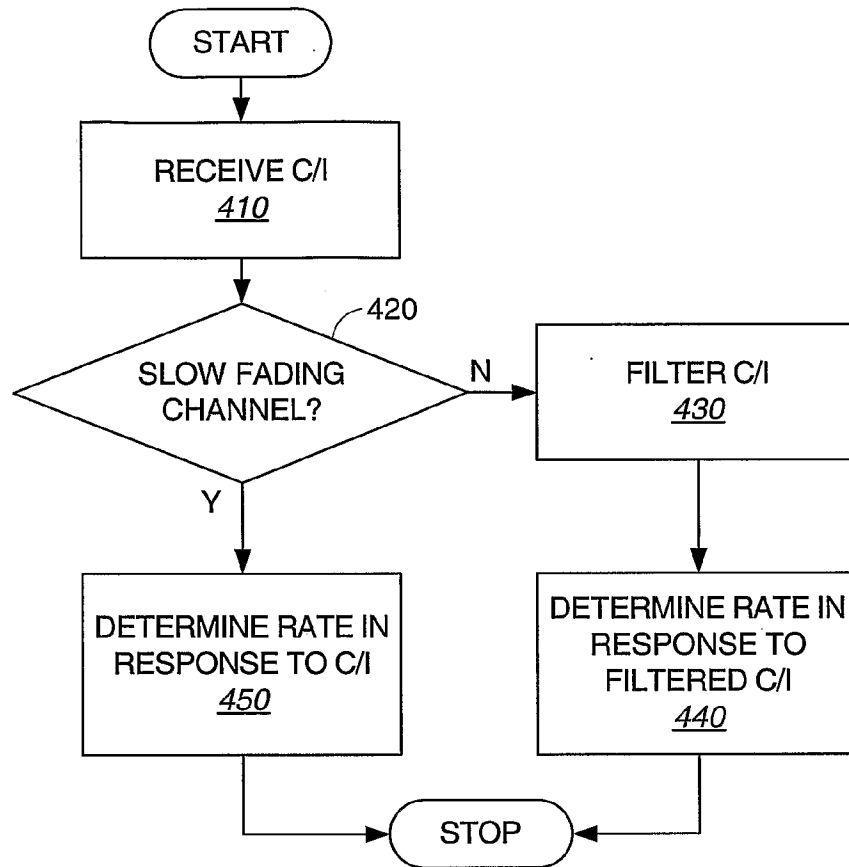 START
RECEIVE C/I
410
420
SLOW FADING
CHANNEL?
N
Y
FILTER C/I
430
DETERMINE RATE IN
RESPONSE TO C/I
450
DETERMINE RATE IN
RESPONSE TO
FILTERED C/I
440
STOP